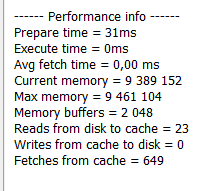 ------ Performance info ------
Prepare time = 31ms
Execute time = 0ms
Avg fetch time = 0,00 ms
Current memory = 9 389 152
Max memory = 9 461 104
Memory buffers = 2 048
Reads from disk to cache = 23
Writes from cache to disk = 0
Fetches from cache = 649